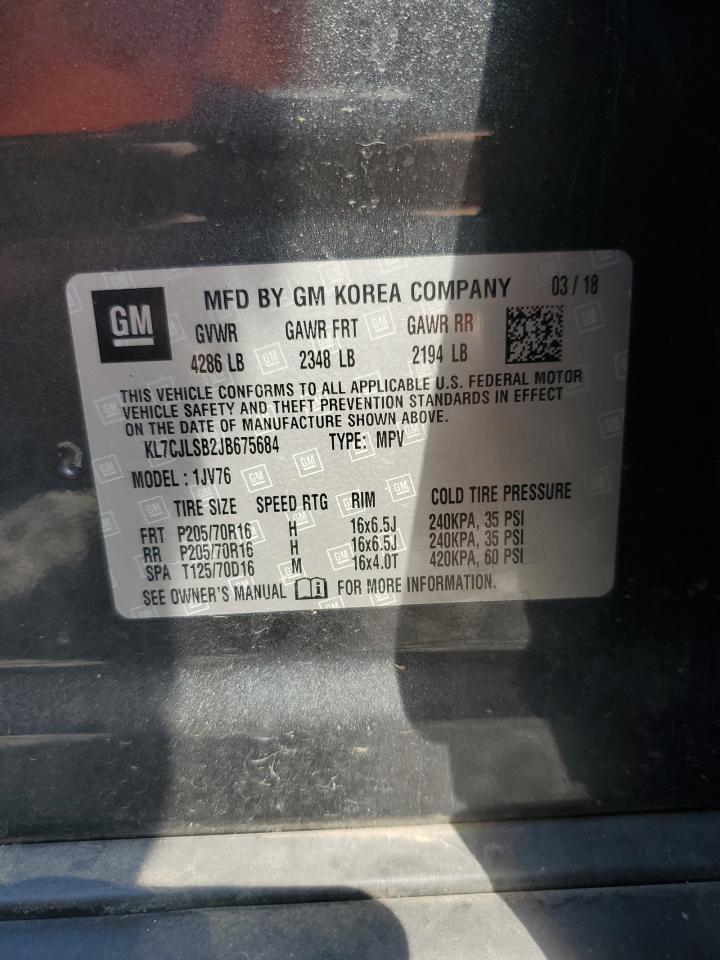 GM
MFD BY GM KOREA COMPANY 03 / 18
GVWR GAWR FRT GAWR RR
4286 LB 2348 LB 2194 LB
THIS VEHICLE CONFORMS TO ALL APPLICABLE U.S. FEDERAL MOTOR
VEHICLE SAFETY AND THEFT PREVENTION STANDARDS IN EFFECT
ON THE DATE OF MANUFACTURE SHOWN ABOVE.
KL7CJLSB2JB675684 TYPE: MPV
MODEL : 1JV76
TIRE SIZE SPEED RTG RIM COLD TIRE PRESSURE
FRT P205/70R16 H 16x6.5J 240KPA, 35 PSI
RR P205/70R16 H 16x6.5J 240KPA, 35 PSI
SPA T125/70D16 M 16x4.0T 420KPA, 60 PSI
SEE OWNER'S MANUAL FOR MORE INFORMATION.